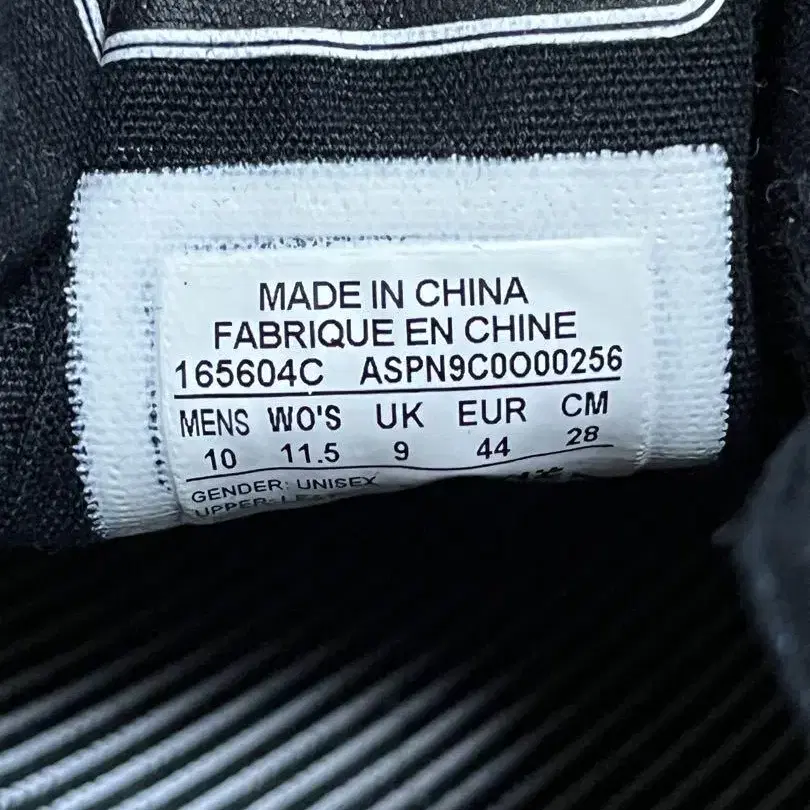 MADE IN CHINA
FABRIQUE EN CHINE
165604C ASPN9C0O00256
MENS WO'S UK EUR CM
10 11.5 9 44 28
GENDER: UNISEX
UPPER: